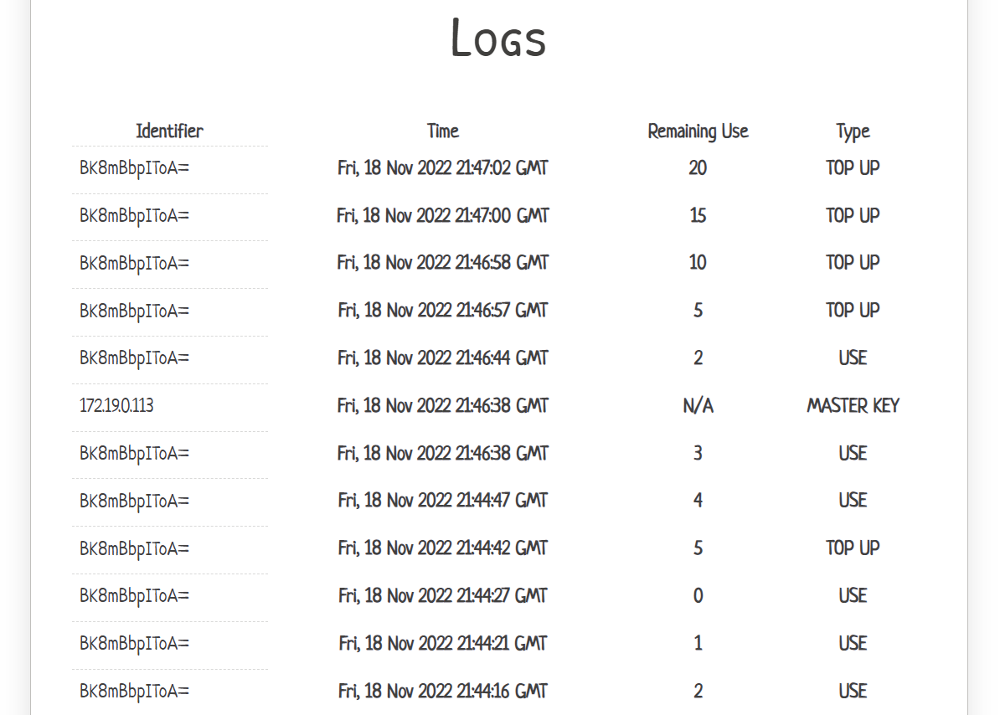 Logs
Identifier Time Remaining Use Type
BK8mBbpIToA= Fri, 18 Nov 2022 21:47:02 GMT 20 TOP UP
BK8mBbpIToA= Fri, 18 Nov 2022 21:47:00 GMT 15 TOP UP
BK8mBbpIToA= Fri, 18 Nov 2022 21:46:58 GMT 10 TOP UP
BK8mBbpIToA= Fri, 18 Nov 2022 21:46:57 GMT 5 TOP UP
BK8mBbpIToA= Fri, 18 Nov 2022 21:46:44 GMT 2 USE
172.19.0.113 Fri, 18 Nov 2022 21:46:38 GMT N/A MASTER KEY
BK8mBbpIToA= Fri, 18 Nov 2022 21:46:38 GMT 3 USE
BK8mBbpIToA= Fri, 18 Nov 2022 21:44:47 GMT 4 USE
BK8mBbpIToA= Fri, 18 Nov 2022 21:44:42 GMT 5 TOP UP
BK8mBbpIToA= Fri, 18 Nov 2022 21:44:27 GMT 0 USE
BK8mBbpIToA= Fri, 18 Nov 2022 21:44:21 GMT 1 USE
BK8mBbpIToA= Fri, 18 Nov 2022 21:44:16 GMT 2 USE